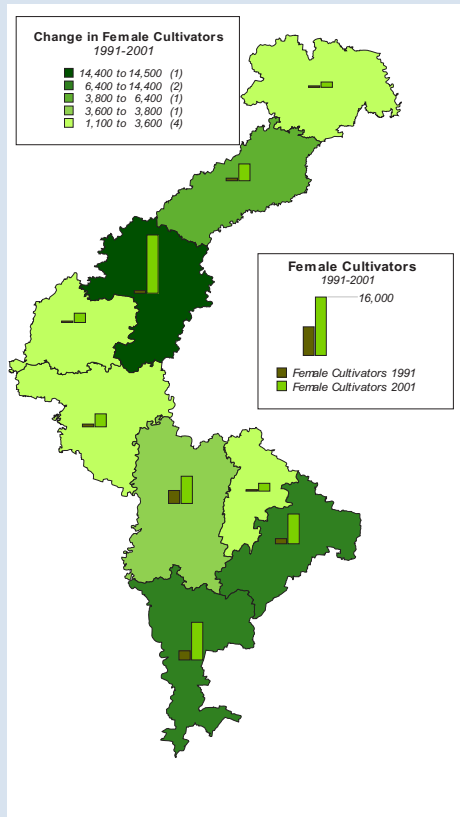 Change in Female Cultivators
1991-2001
14,400 to 14,500 (1)
6,400 to 14,400 (2)
3,800 to 6,400 (1)
3,600 to 3,800 (1)
1,100 to 3,600 (4)
Female Cultivators
1991-2001
16,000
Female Cultivators 1991
Female Cultivators 2001